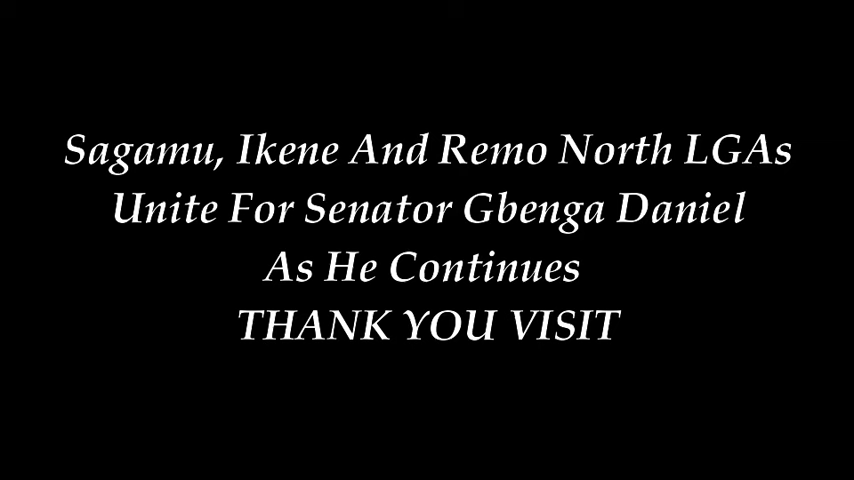 Sagamu, Ikene And Remo North LGAs
Unite For Senator Gbenga Daniel
As He Continues
THANK YOU VISIT